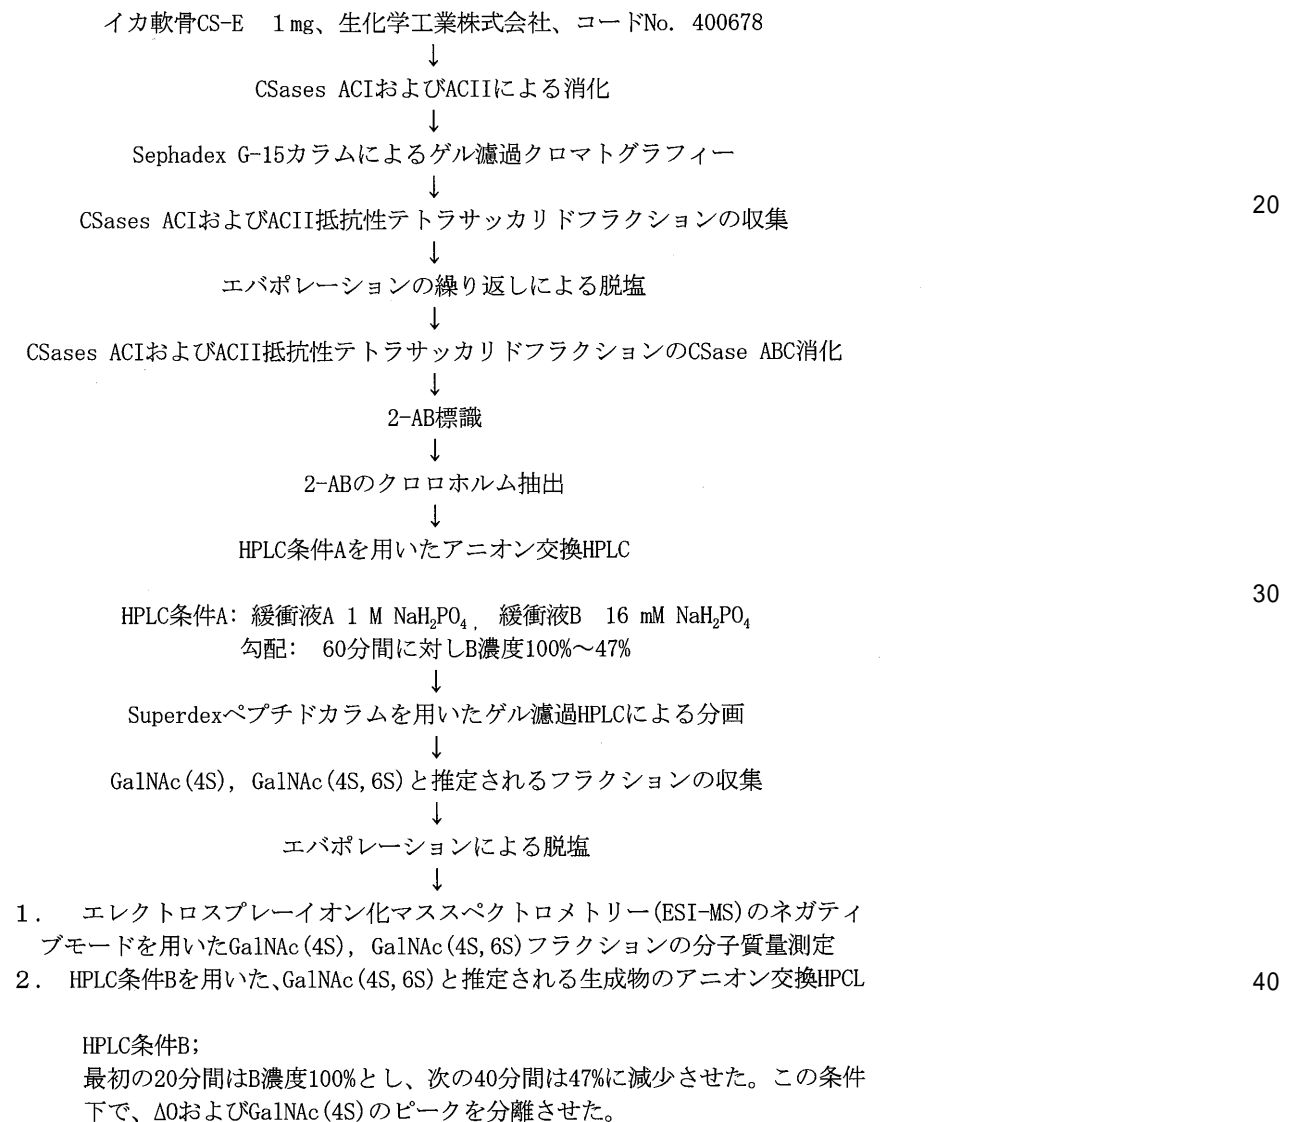 イカ軟骨CS-E　１mg、生化学工業株式会社、コードNo. 400678
↓
CSases ACIおよびACIIによる消化
↓
Sephadex G-15カラムによるゲル濾過クロマトグラフィー
↓
20
CSases ACIおよびACII抵抗性テトラサッカリドフラクションの収集
↓
エバポレーションの繰り返しによる脱塩
↓
CSases ACIおよびACII抵抗性テトラサッカリドフラクションのCSase ABC消化
↓
2-AB標識
↓
2-ABのクロロホルム抽出
↓
HPLC条件Aを用いたアニオン交換HPLC
30
HPLC条件A: 緩衝液A 1 M NaH₂PO₄, 緩衝液B 16 mM NaH₂PO₄
勾配:　60分間に対しB濃度100%～47%
↓
Superdexペプチドカラムを用いたゲル濾過HPLCによる分画
↓
GalNAc(4S), GalNAc(4S,6S)と推定されるフラクションの収集
↓
エバポレーションによる脱塩
↓
１.　エレクトロスプレーイオン化マススペクトロメトリー(ESI-MS)のネガティ
ブモードを用いたGalNAc(4S), GalNAc(4S,6S)フラクションの分子質量測定
２.　HPLC条件Bを用いた、GalNAc(4S,6S)と推定される生成物のアニオン交換HPCL
40
HPLC条件B;
最初の20分間はB濃度100%とし、次の40分間は47%に減少させた。この条件
下で、Δ0およびGalNAc(4S)のピークを分離させた。